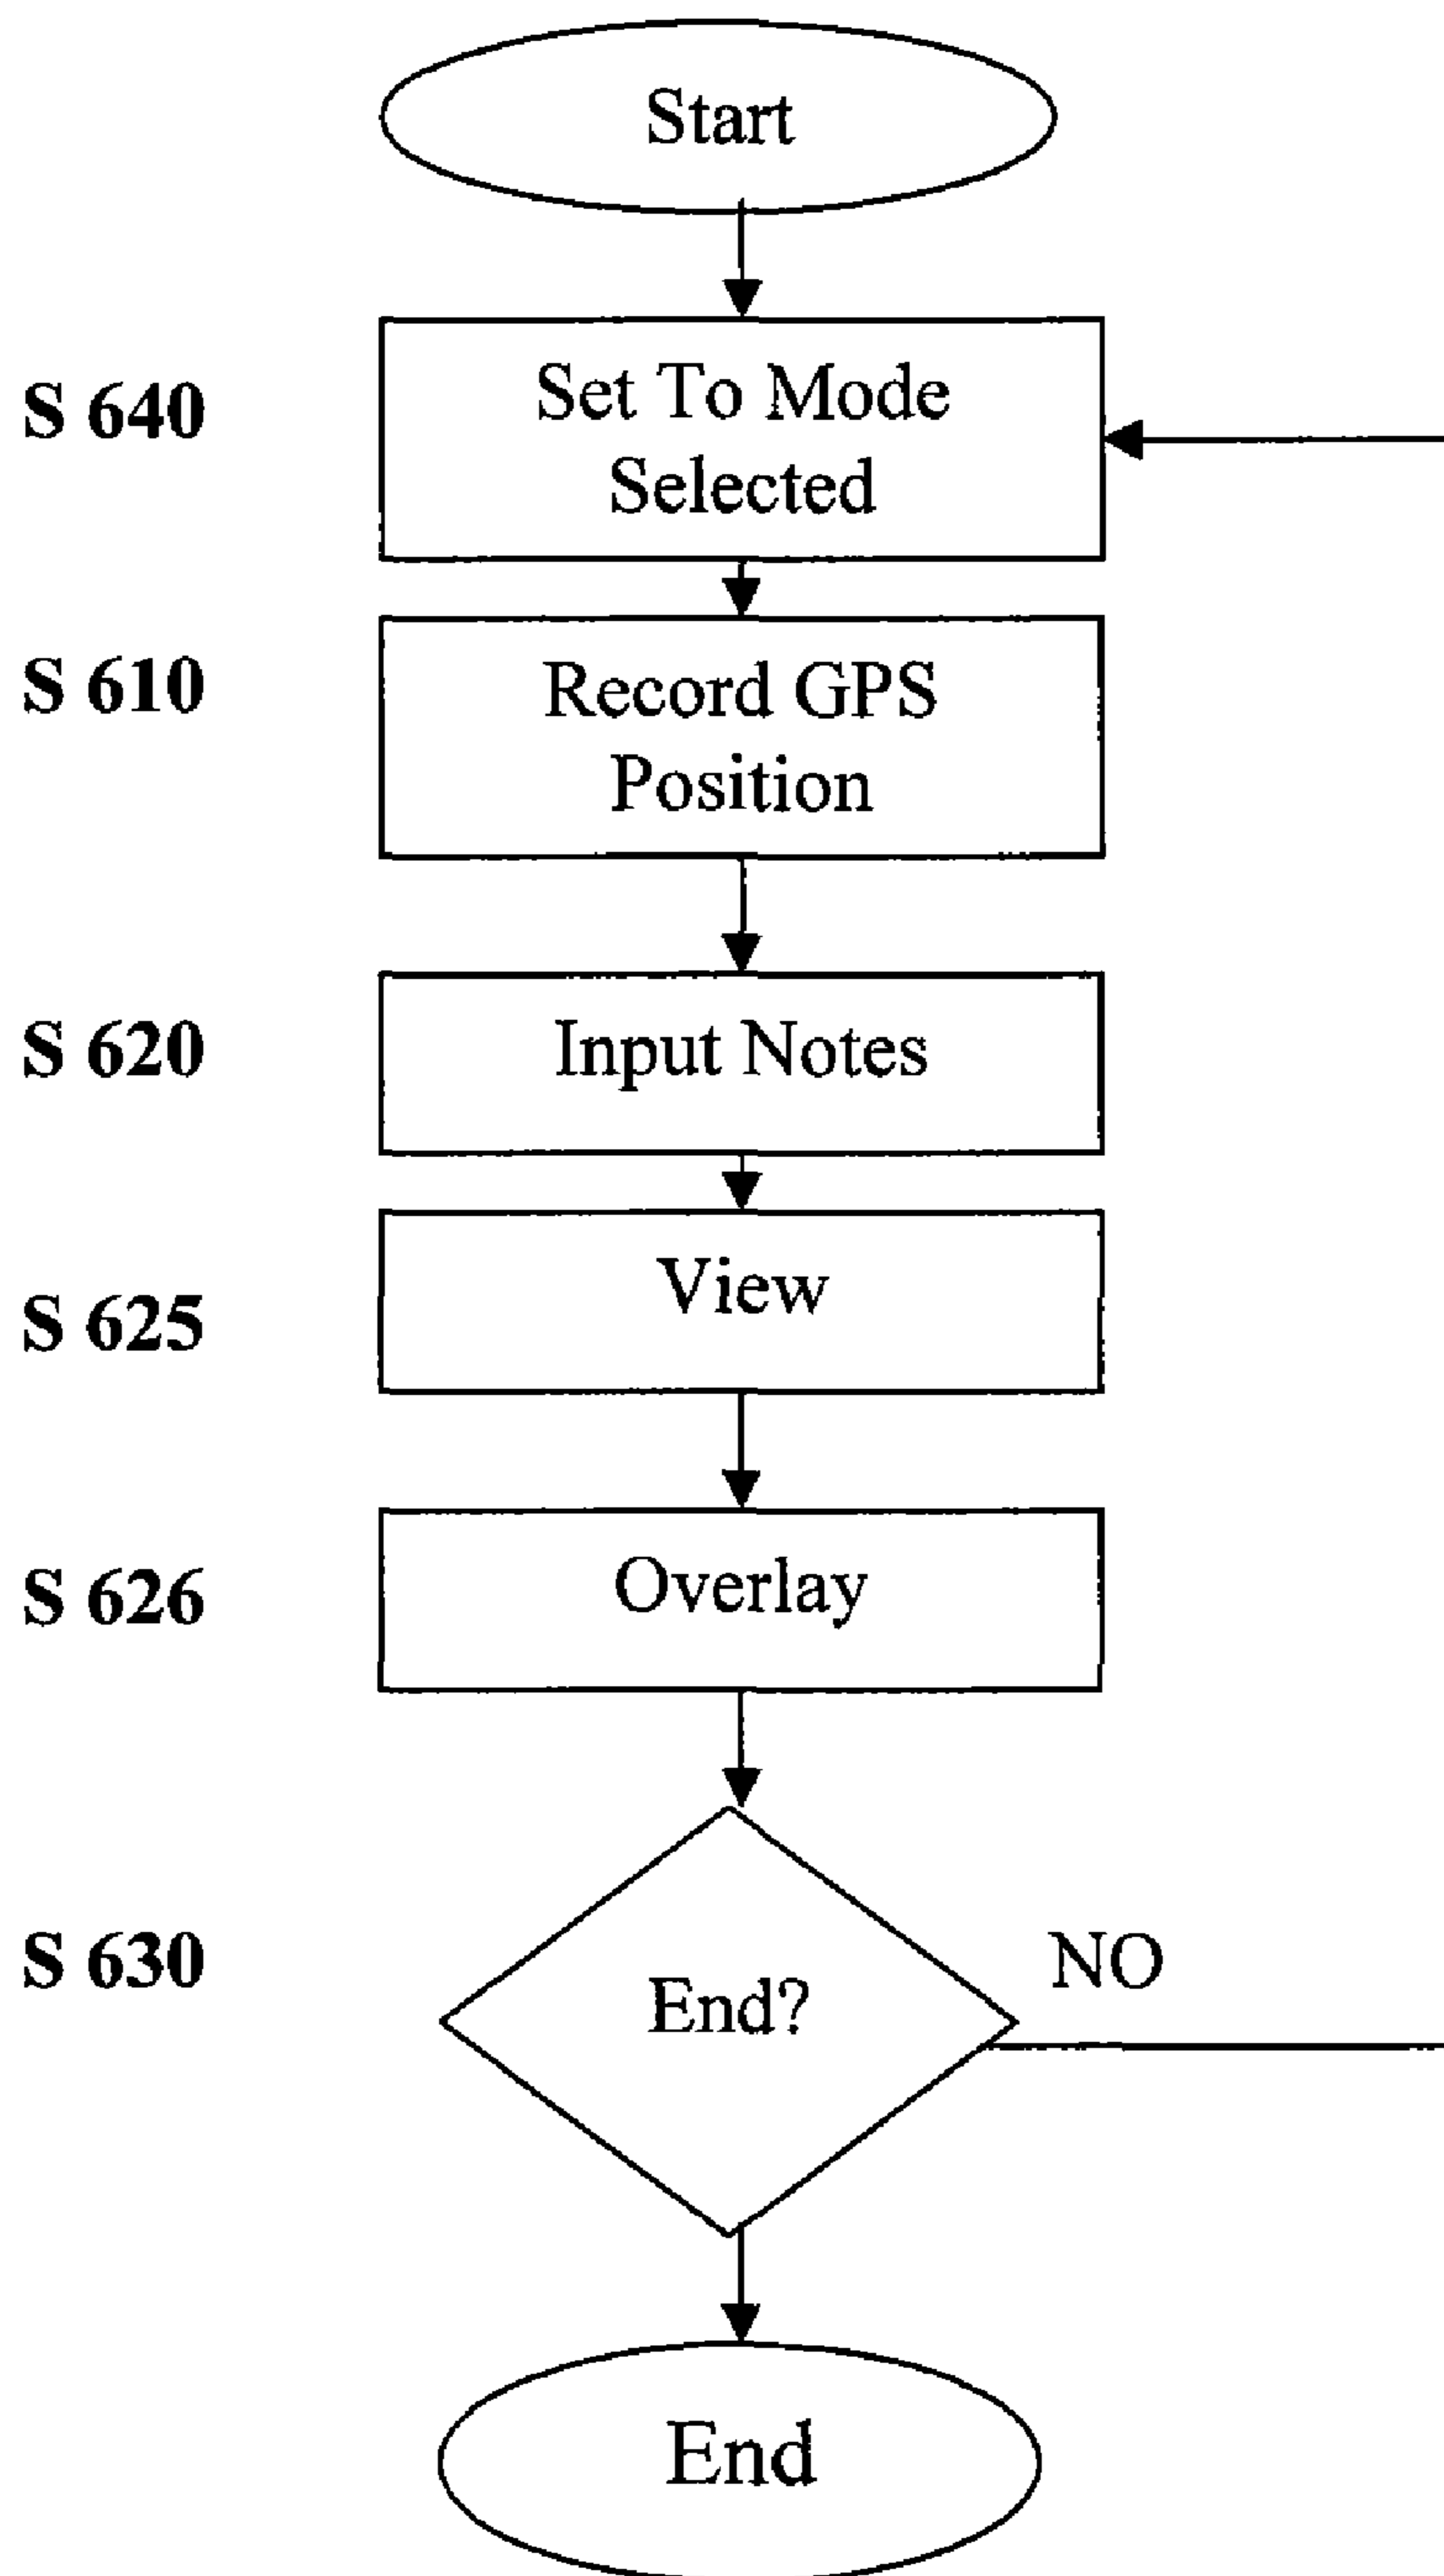 Start
S 640
Set To Mode
Selected
S 610
Record GPS
Position
S 620
Input Notes
S 625
View
S 626
Overlay
S 630
End?
NO
End